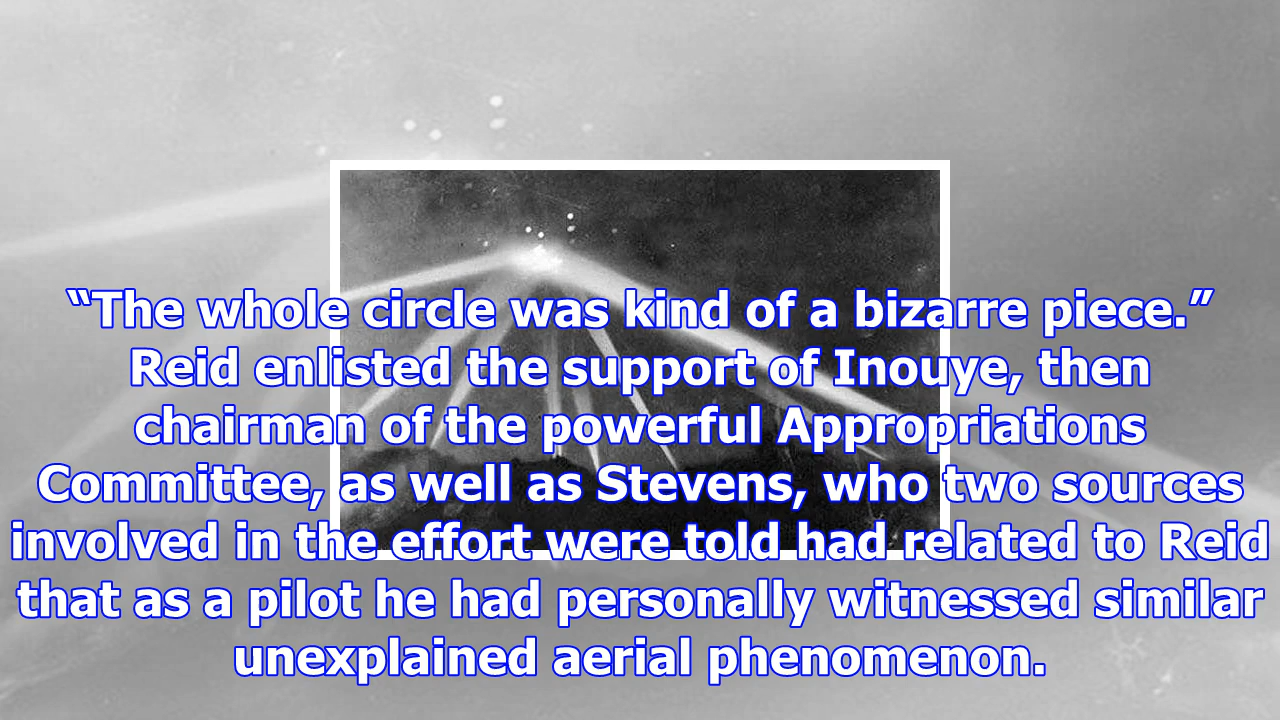 “The whole circle was kind of a bizarre piece.”
Reid enlisted the support of Inouye, then
chairman of the powerful Appropriations
Committee, as well as Stevens, who two sources
involved in the effort were told had related to Reid
that as a pilot he had personally witnessed similar
unexplained aerial phenomenon.